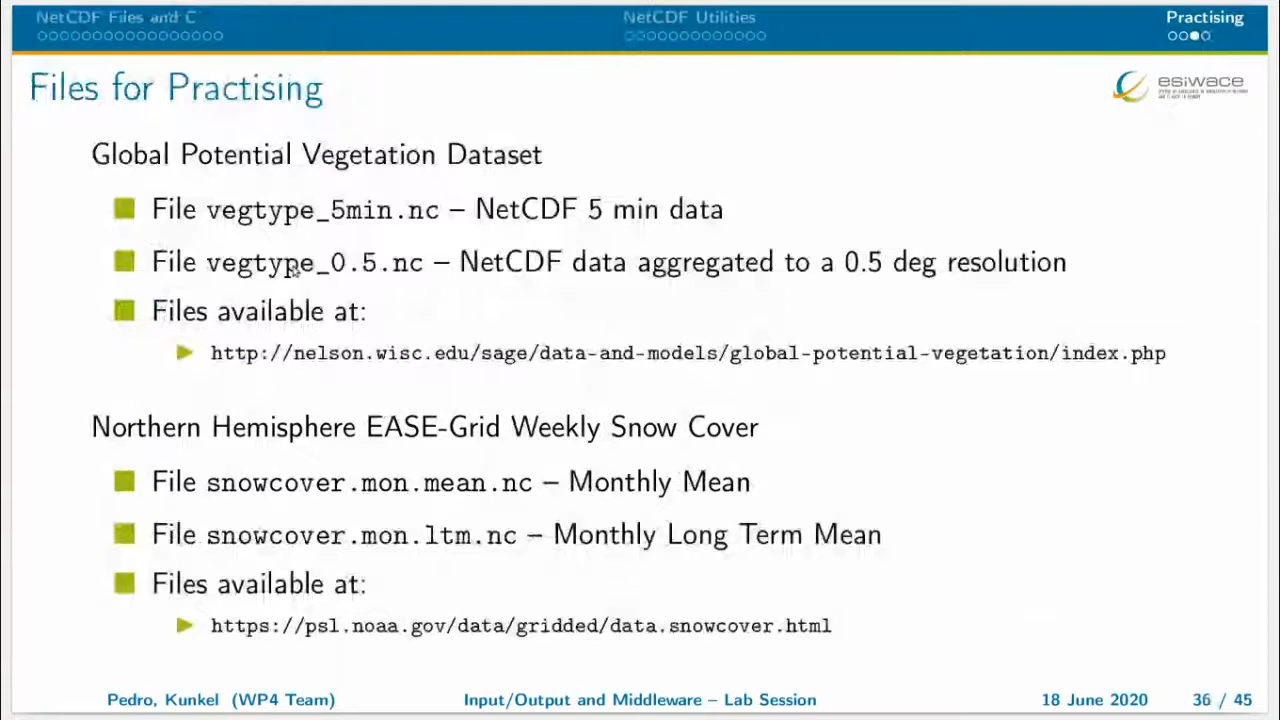 NetCDF Files and C
NetCDF Utilities
Practising
Files for Practising
esiwace
Global Potential Vegetation Dataset
File vegtype_5min.nc – NetCDF 5 min data
File vegtype_0.5.nc – NetCDF data aggregated to a 0.5 deg resolution
Files available at:
http://nelson.wisc.edu/sage/data-and-models/global-potential-vegetation/index.php
Northern Hemisphere EASE-Grid Weekly Snow Cover
File snowcover.mon.mean.nc – Monthly Mean
File snowcover.mon.ltm.nc – Monthly Long Term Mean
Files available at:
https://psl.noaa.gov/data/gridded/data.snowcover.html
Pedro, Kunkel (WP4 Team)
Input/Output and Middleware – Lab Session
18 June 2020
36 / 45